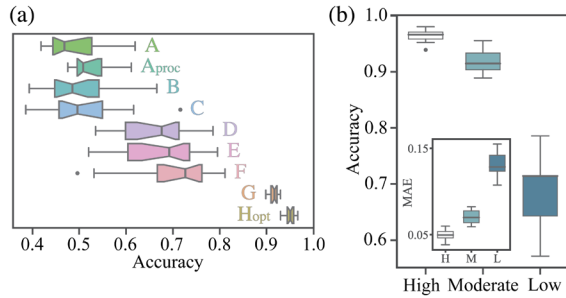 (a)
A
Aproc
B
C
D
E
F
G
Hopt
0.4 0.5 0.6 0.7 0.8 0.9 1.0
Accuracy
(b)
1.0
0.9
0.8
0.7
0.6
Accuracy
0.15
0.05
MAE
H M L
High Moderate Low